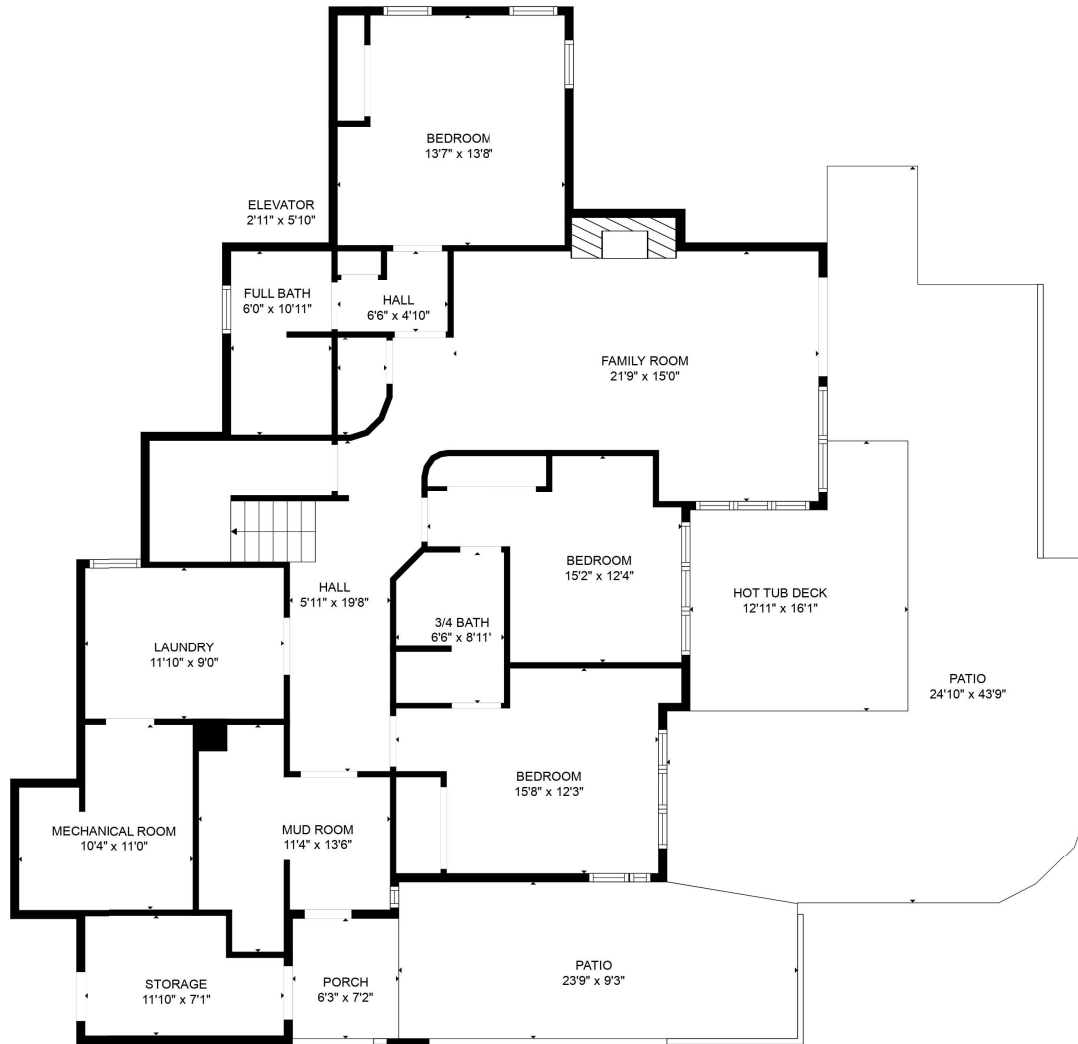 BEDROOM
13'7" x 13'8"
ELEVATOR
2'11" x 5'10"
FULL BATH
6'0" x 10'11"
HALL
6'6" x 4'10"
FAMILY ROOM
21'9" x 15'0"
BEDROOM
15'2" x 12'4"
HALL
5'11" x 19'8"
HOT TUB DECK
12'11" x 16'1"
3/4 BATH
6'6" x 8'11'
LAUNDRY
11'10" x 9'0"
PATIO
24'10" x 43'9"
BEDROOM
15'8" x 12'3"
MECHANICAL ROOM
10'4" x 11'0"
MUD ROOM
11'4" x 13'6"
PATIO
23'9" x 9'3"
STORAGE
11'10" x 7'1"
PORCH
6'3" x 7'2"